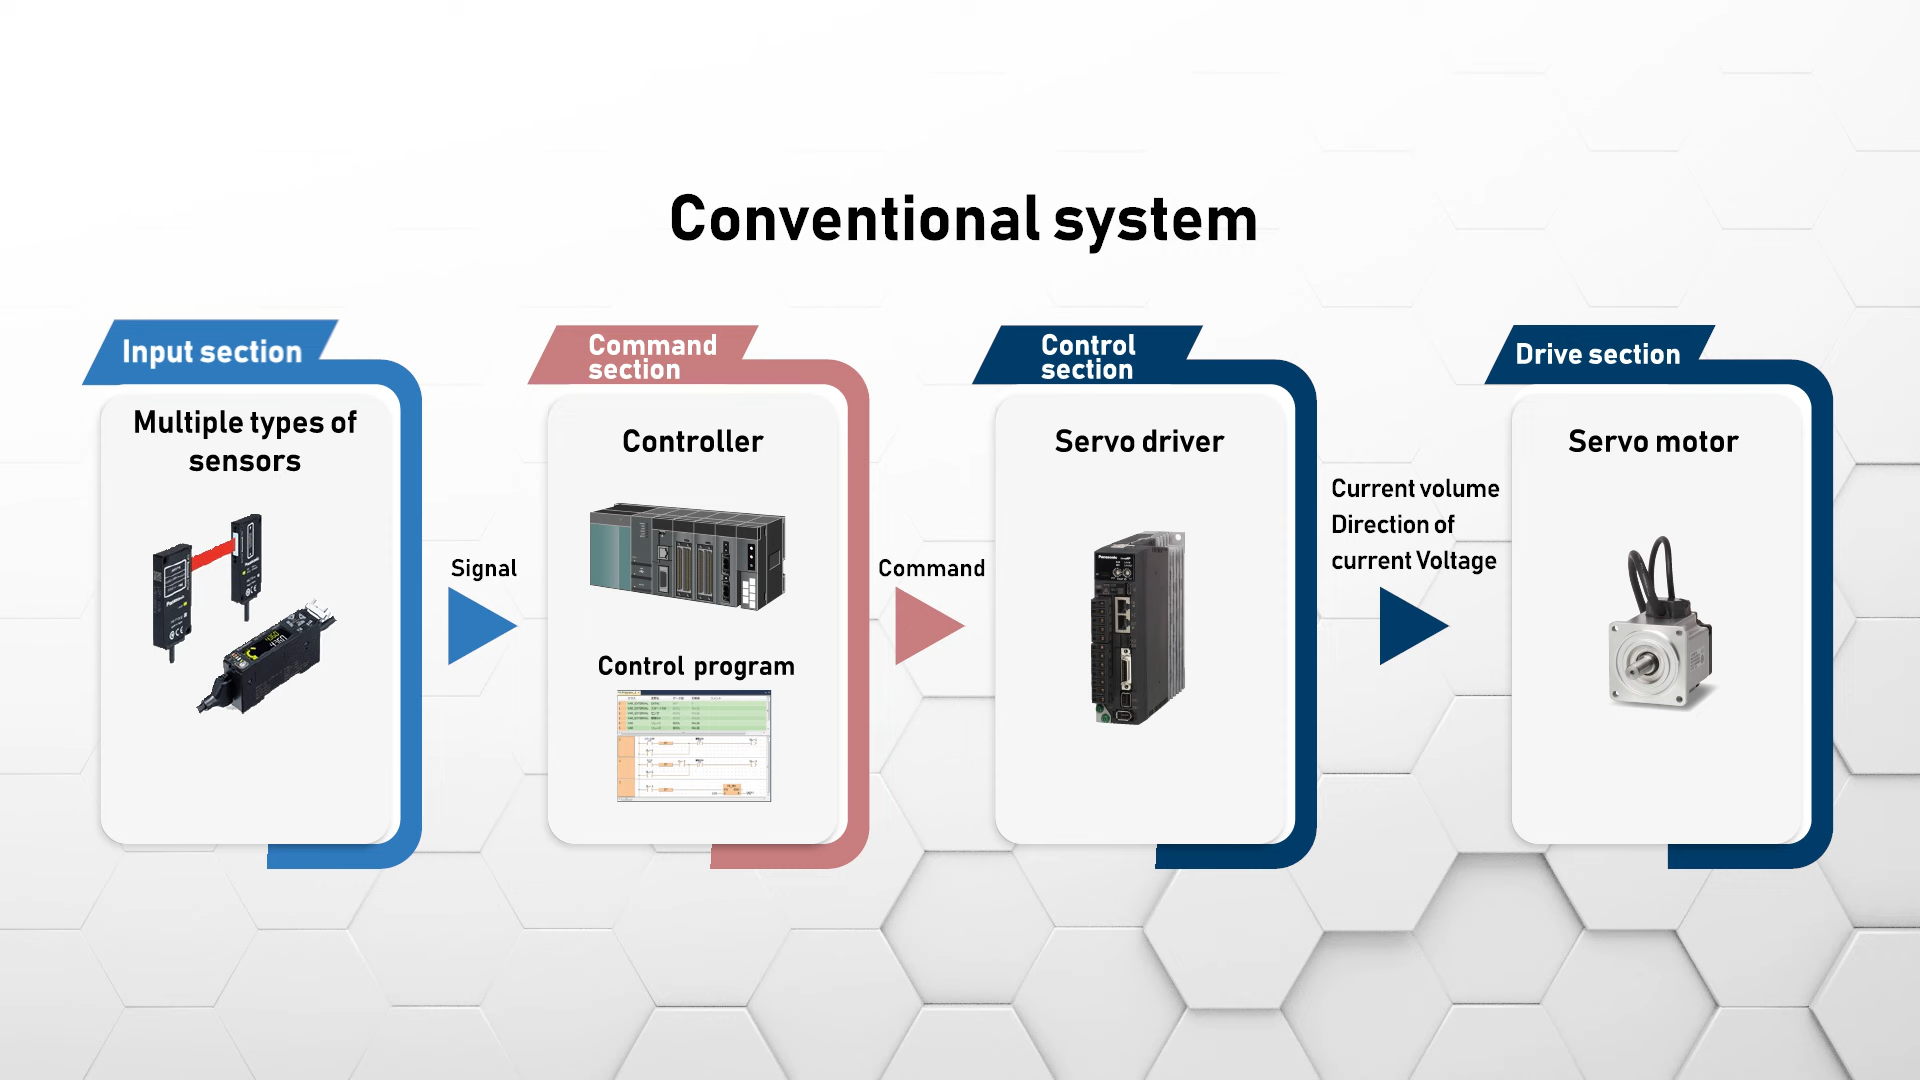 Conventional system
Input section
Multiple types of
sensors
Signal
Command
section
Controller
Control program
Command
Control
section
Servo driver
Panasonic
Current volume
Direction of
current Voltage
Drive section
Servo motor